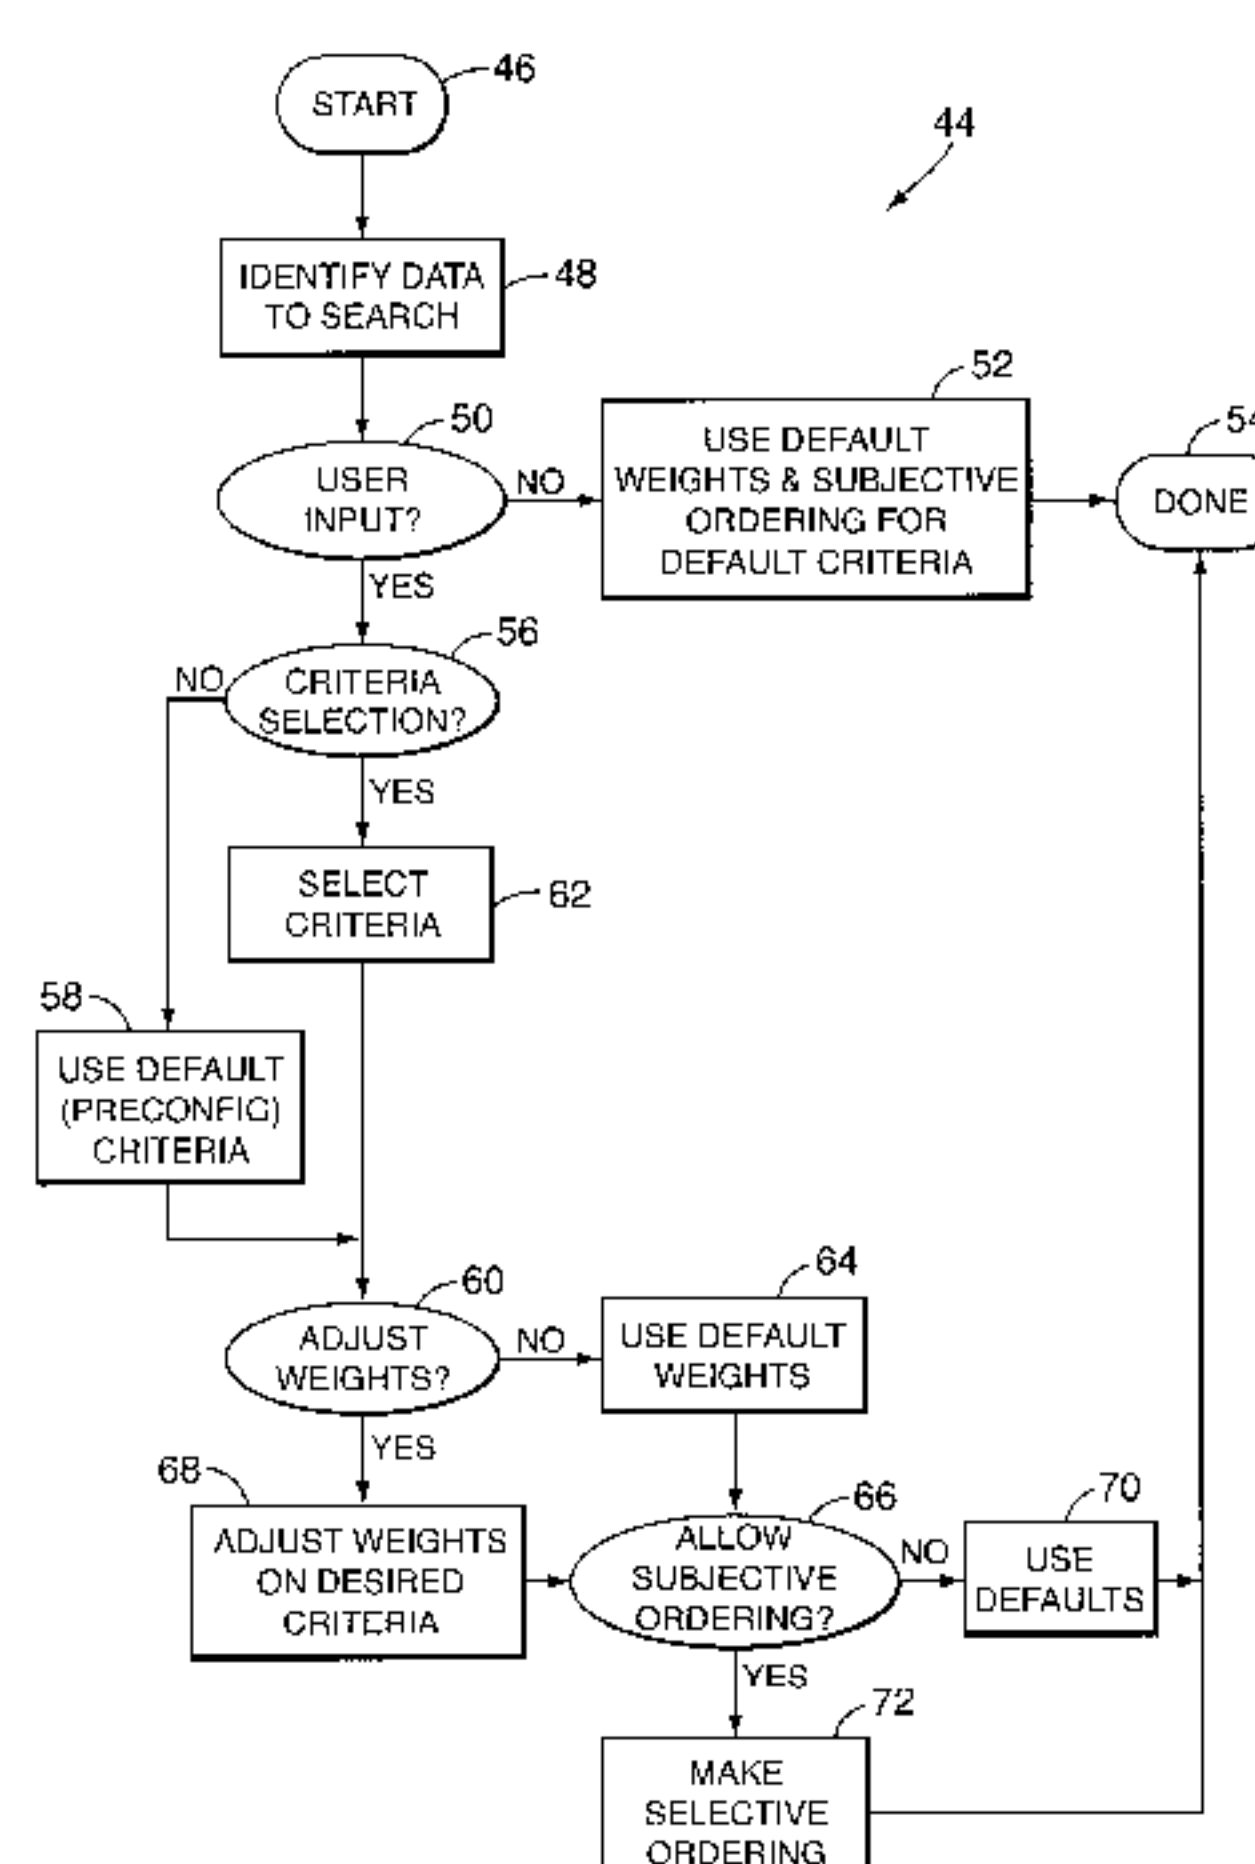 46
START
44
IDENTIFY DATA
TO SEARCH
48
52
50
54
USER
INPUT?
NO
USE DEFAULT
WEIGHTS & SUBJECTIVE
ORDERING FOR
DEFAULT CRITERIA
DONE
YES
56
NO
CRITERIA
SELECTION?
YES
SELECT
CRITERIA
62
58
USE DEFAULT
(PRECONFIG)
CRITERIA
60
64
ADJUST
WEIGHTS?
NO
USE DEFAULT
WEIGHTS
YES
68
66
70
ADJUST WEIGHTS
ON DESIRED
CRITERIA
ALLOW
SUBJECTIVE
ORDERING?
NO
USE
DEFAULTS
YES
72
MAKE
SELECTIVE
ORDERING